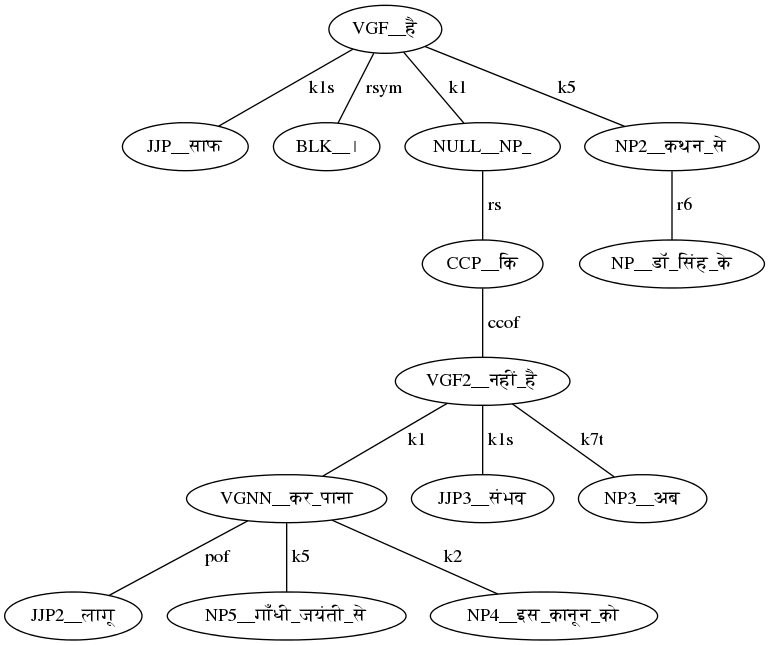 VGF__है
k1s rsym k1 k5
JJP__साफ BLK__। NULL__NP_ NP2__कथन_से
rs r6
CCP__कि NP__डॉ_सिंह_के
ccof
VGF2__नहीं_है
k1 k1s k7t
VGNN__कर_पाना JJP3__संभव NP3__अब
pof k5 k2
JJP2__लागू NP5__गाँधी_जयंती_से NP4__इस_कानून_को